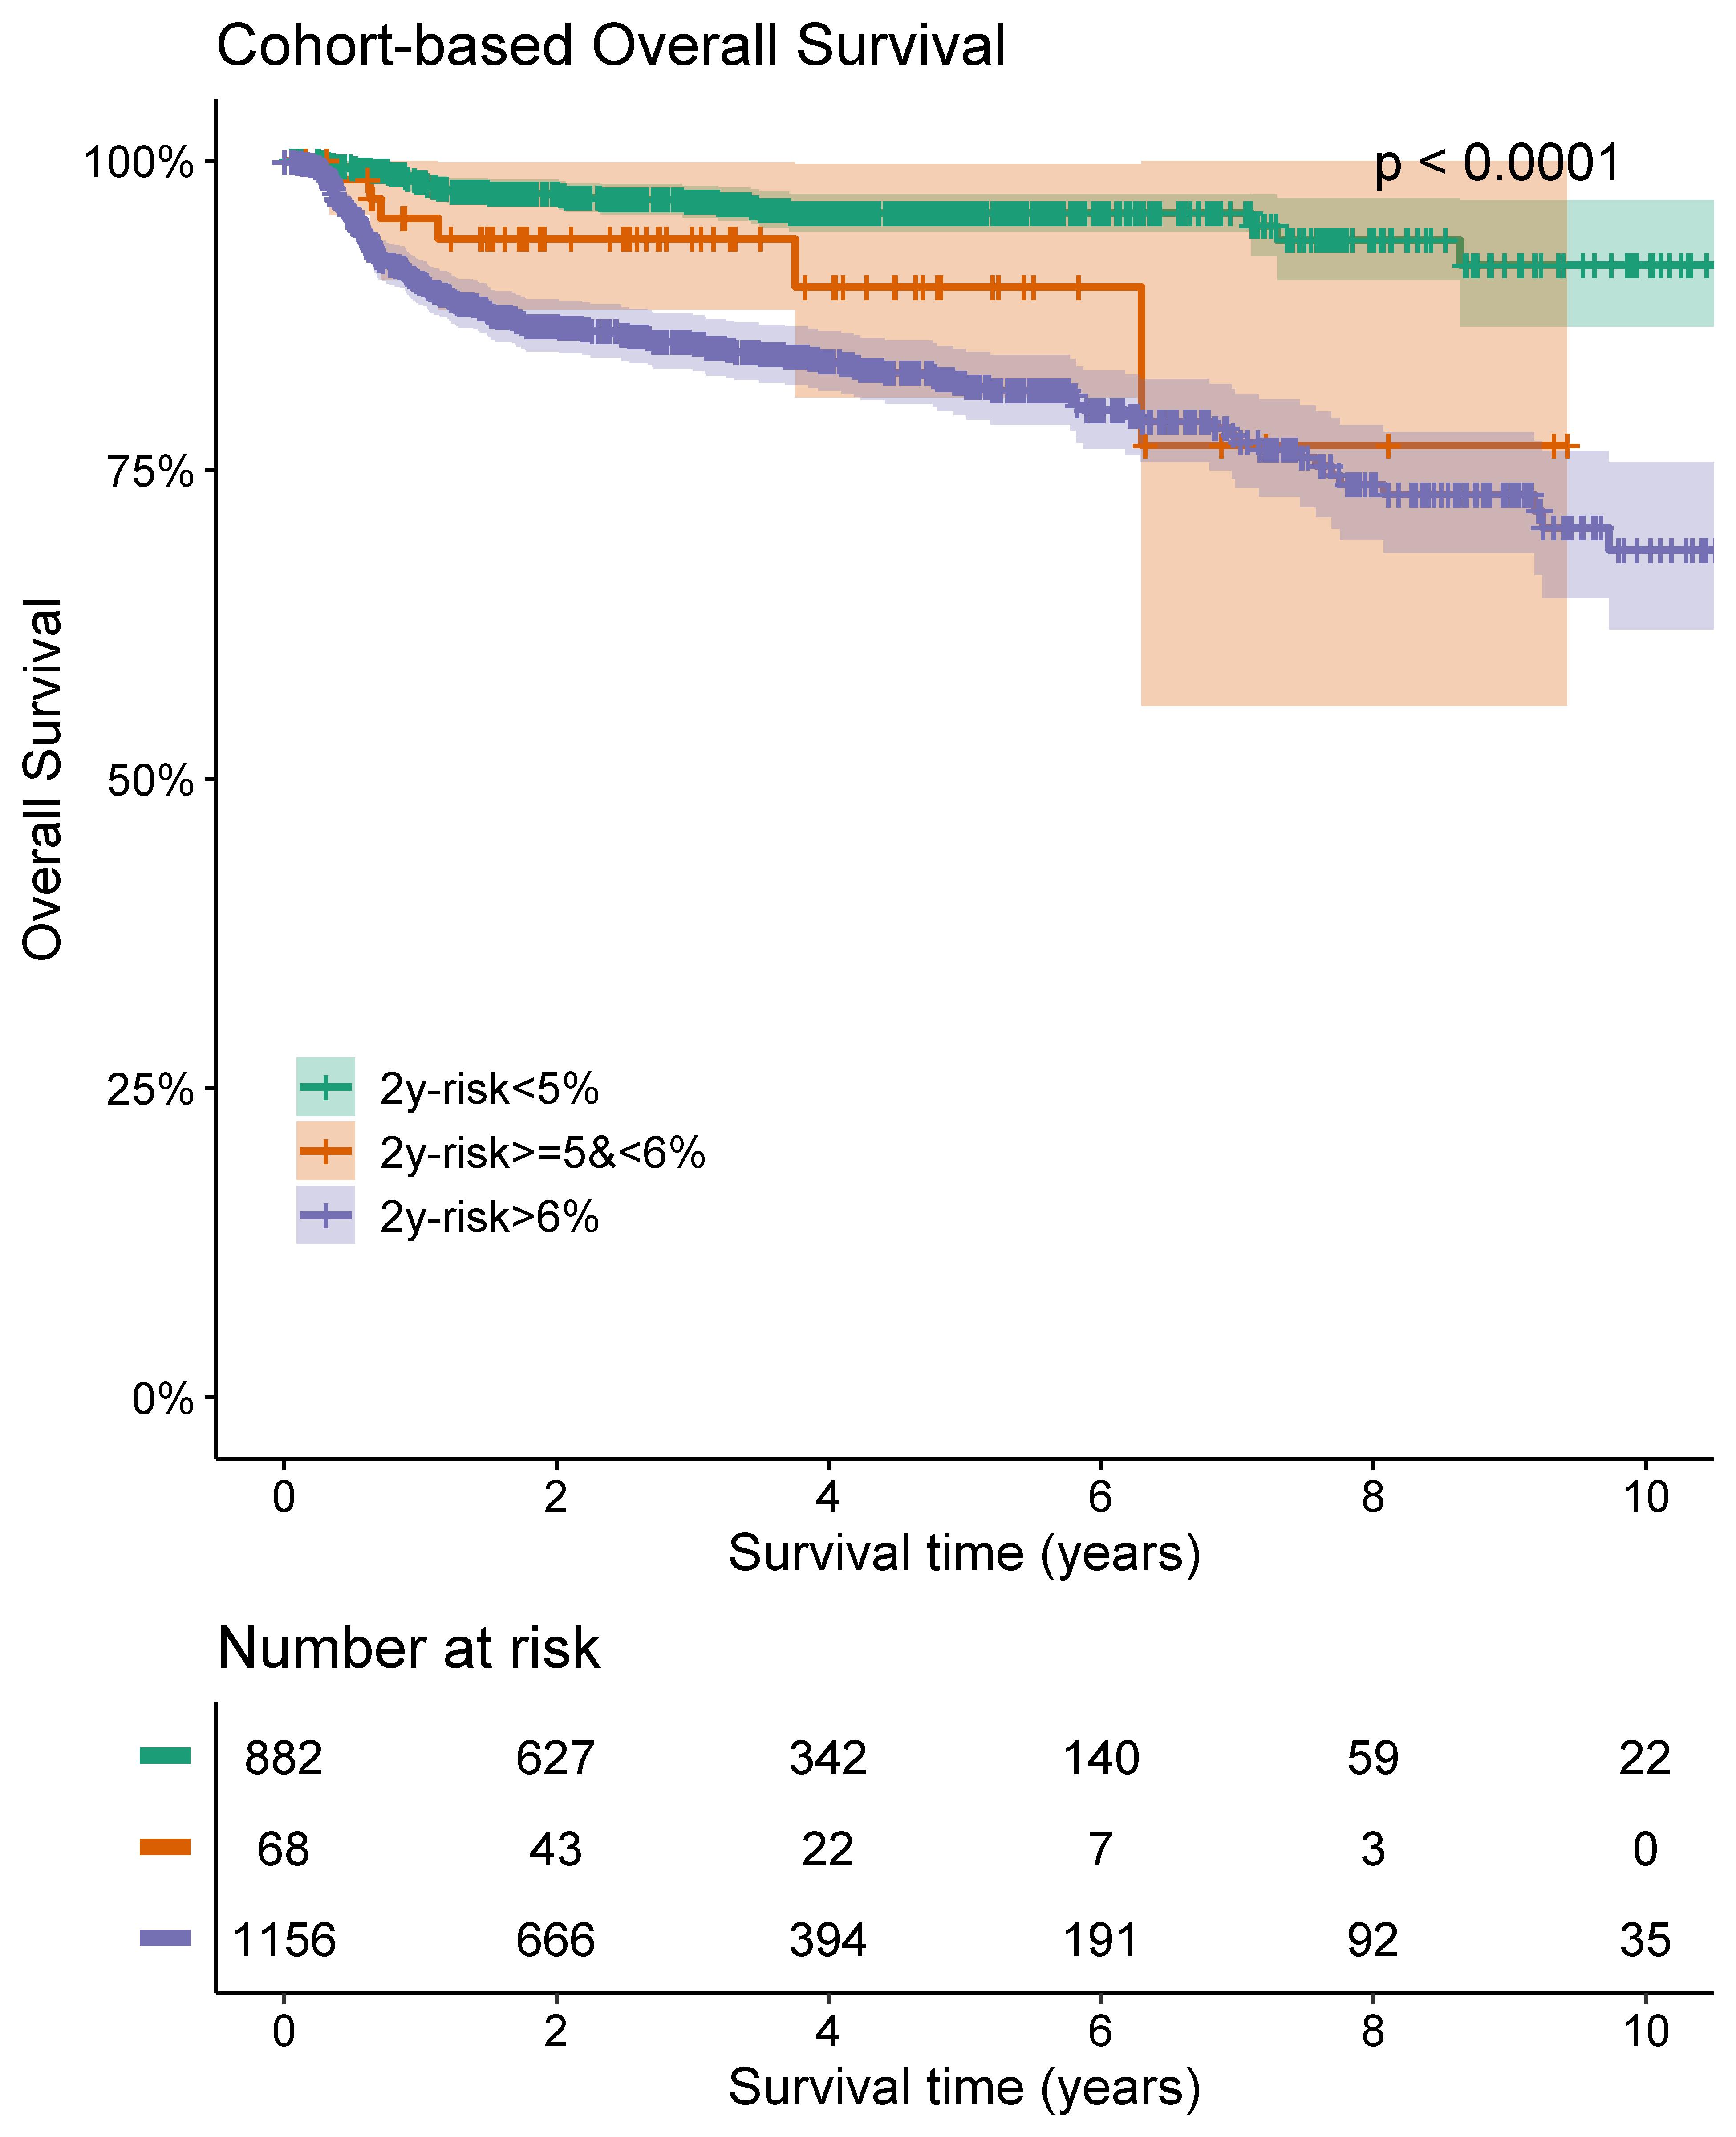 Cohort-based Overall Survival
p < 0.0001
100%
75%
50%
25%
0%
Overall Survival
2y-risk<5%
2y-risk>=5&<6%
2y-risk>6%
0 2 4 6 8 10
Survival time (years)
Number at risk
882 627 342 140 59 22
68 43 22 7 3 0
1156 666 394 191 92 35
0 2 4 6 8 10
Survival time (years)